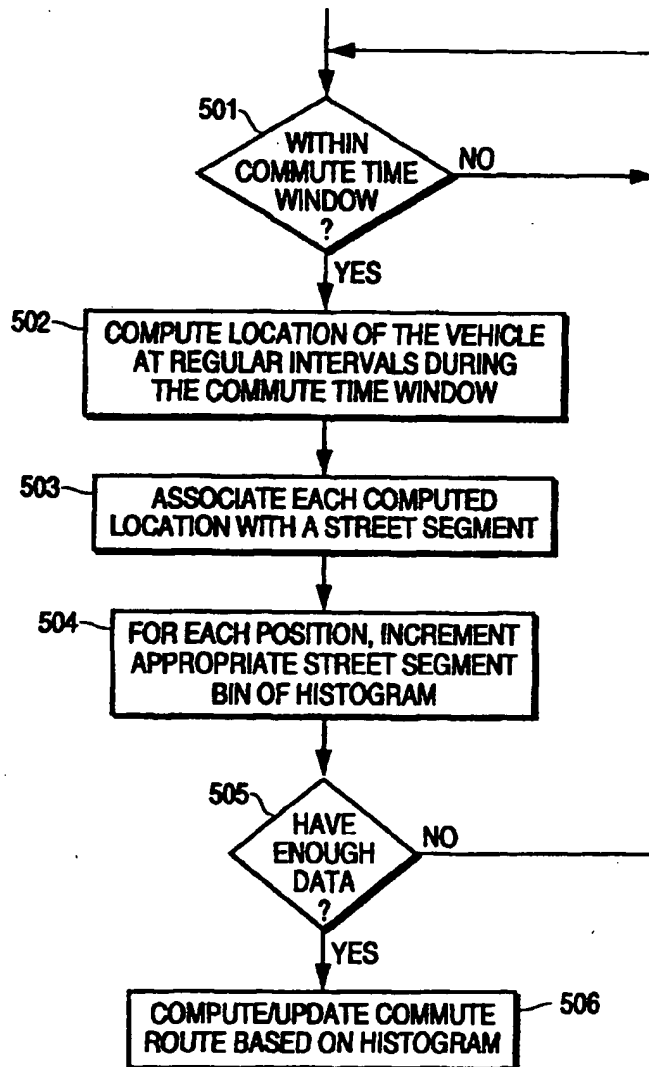 501
WITHIN
COMMUTE TIME
WINDOW
?
NO
YES
502
COMPUTE LOCATION OF THE VEHICLE
AT REGULAR INTERVALS DURING
THE COMMUTE TIME WINDOW
503
ASSOCIATE EACH COMPUTED
LOCATION WITH A STREET SEGMENT
504
FOR EACH POSITION, INCREMENT
APPROPRIATE STREET SEGMENT
BIN OF HISTOGRAM
505
HAVE
ENOUGH
DATA
?
NO
YES
COMPUTE/UPDATE COMMUTE
ROUTE BASED ON HISTOGRAM
506